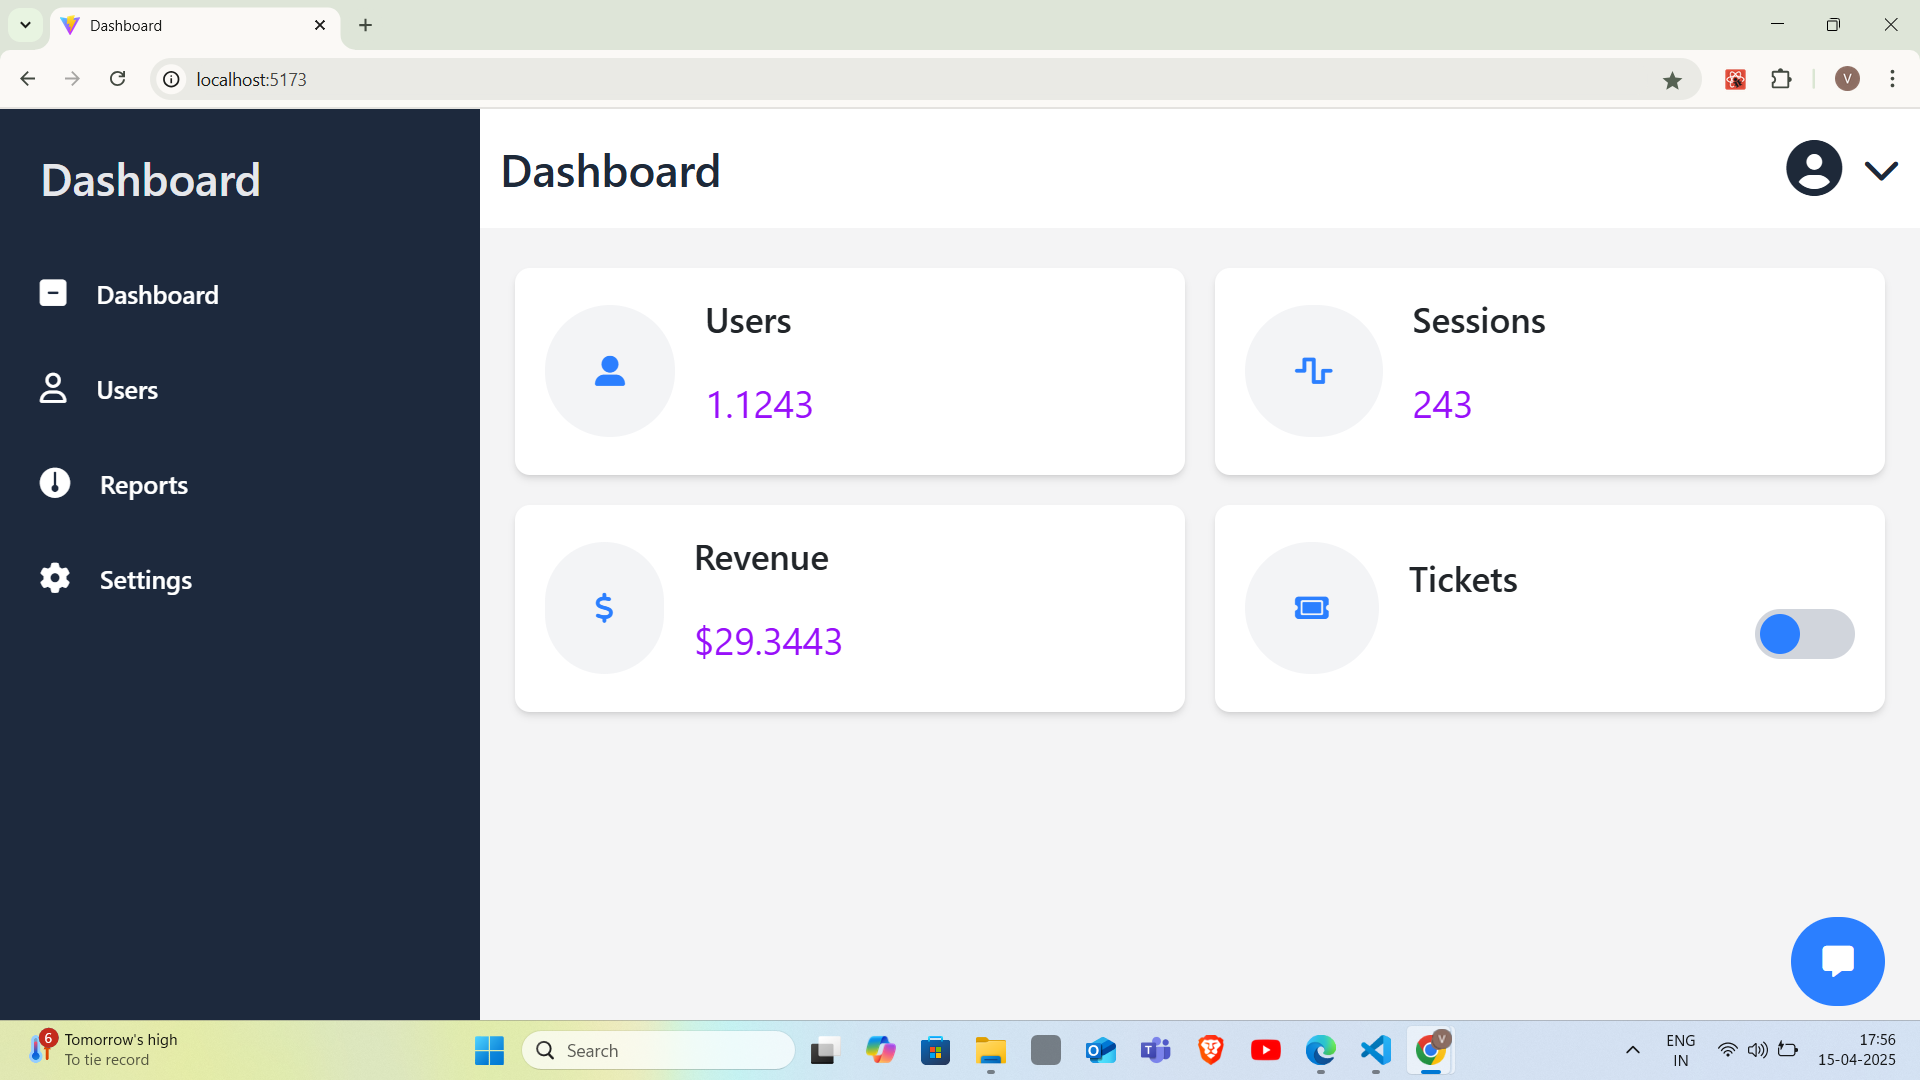 Dashboard
localhost:5173
V
Dashboard
Dashboard
Users
Reports
Settings
Dashboard
Users
1.1243
Sessions
243
Revenue
$29.3443
Tickets
6
Tomorrow's high
To tie record
Search
V
ENG
IN
17:56
15-04-2025